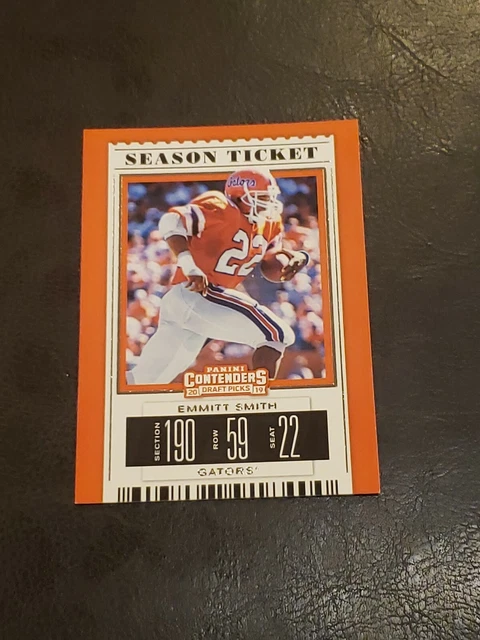 SEASON TICKET
Gators
22
PANINI
CONTENDERS
20 DRAFT PICKS 19
EMMITT SMITH
SECTION 190 ROW 59 SEAT 22
GATORS'